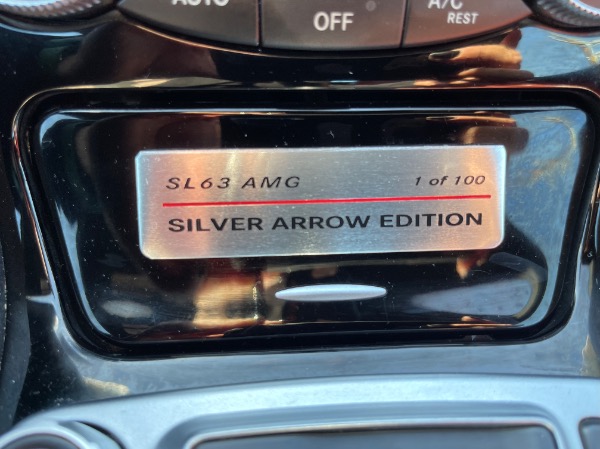 AUTO OFF A/C
REST
SL63 AMG 1 of 100
SILVER ARROW EDITION